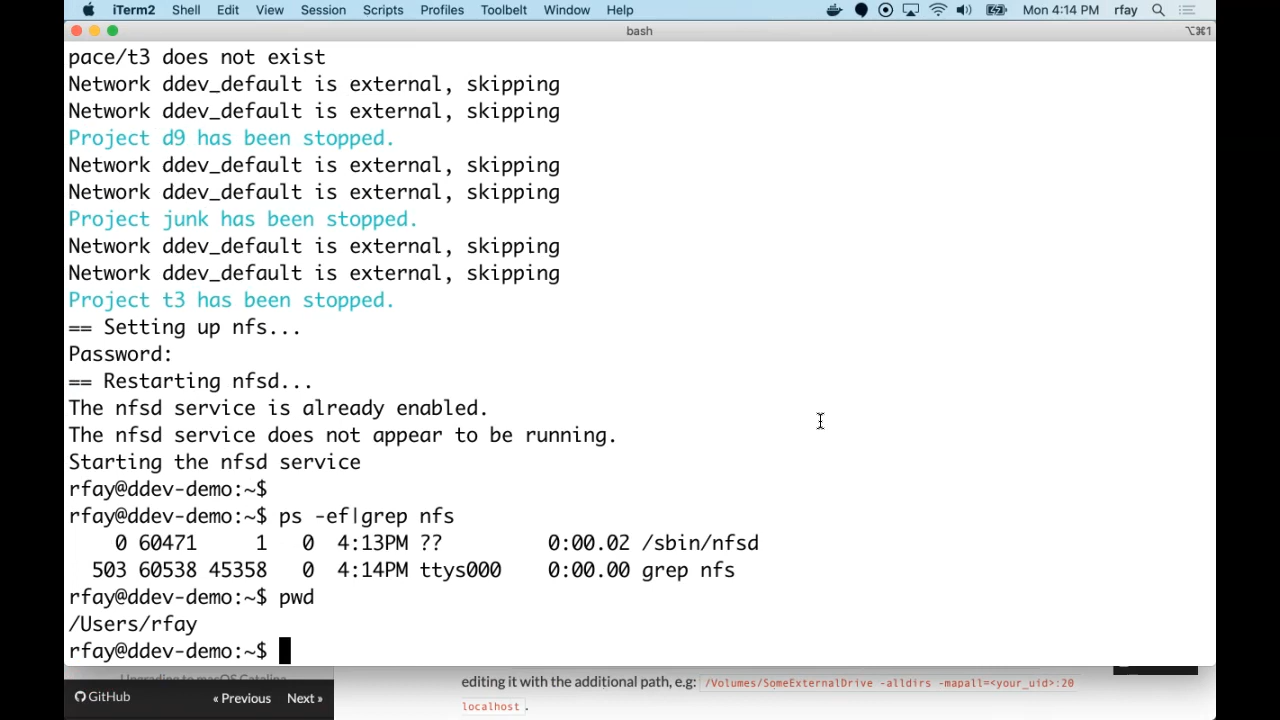 iTerm2 Shell Edit View Session Scripts Profiles Toolbelt Window Help Mon 4:14 PM rfay
bash ⌥⌘1
pace/t3 does not exist
Network ddev_default is external, skipping
Network ddev_default is external, skipping
Project d9 has been stopped.
Network ddev_default is external, skipping
Network ddev_default is external, skipping
Project junk has been stopped.
Network ddev_default is external, skipping
Network ddev_default is external, skipping
Project t3 has been stopped.
== Setting up nfs...
Password:
== Restarting nfsd...
The nfsd service is already enabled.
The nfsd service does not appear to be running.
Starting the nfsd service
rfay@ddev-demo:~$
rfay@ddev-demo:~$ ps -ef|grep nfs
0 60471 1 0 4:13PM ?? 0:00.02 /sbin/nfsd
503 60538 45358 0 4:14PM ttys000 0:00.00 grep nfs
rfay@ddev-demo:~$ pwd
/Users/rfay
rfay@ddev-demo:~$
Upgrading to macOS Catalina
GitHub « Previous Next »
editing it with the additional path, e.g: /Volumes/SomeExternalDrive -alldirs -mapall=<your_uid>:20
localhost .